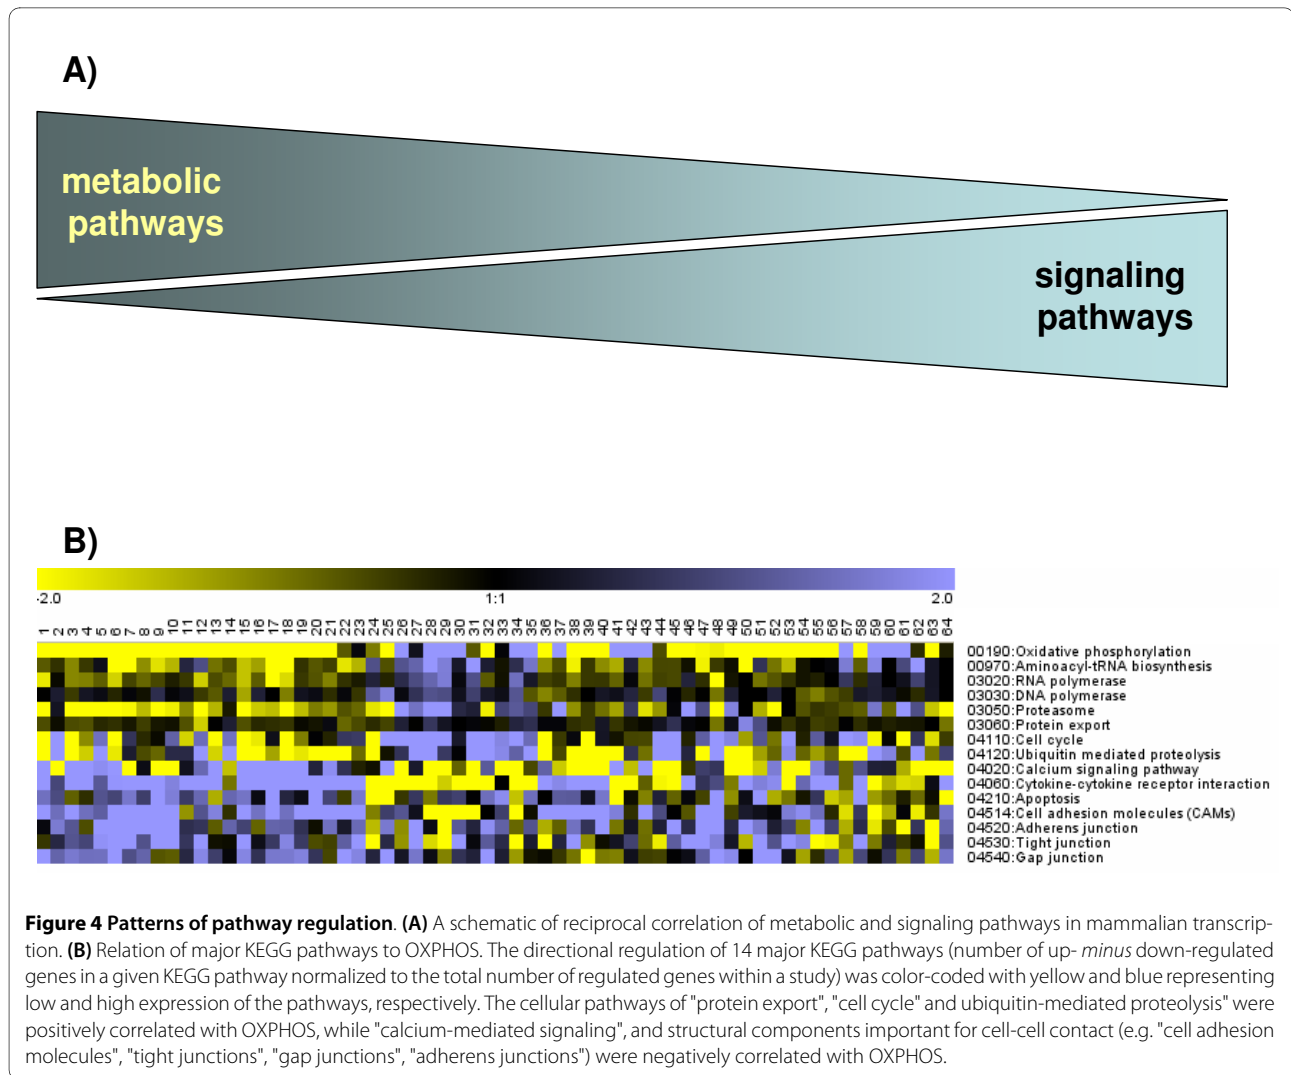 A)
metabolic
pathways
signaling
pathways
B)
-2.0 1:1 2.0
1 2 3 4 5 6 7 8 9 10 11 12 13 14 15 16 17 18 19 20 21 22 23 24 25 26 27 28 29 30 31 32 33 34 35 36 37 38 39 40 41 42 43 44 45 46 47 48 49 50 51 52 53 54 55 56 57 58 59 60 61 62 63 64
00190:Oxidative phosphorylation
00970:Aminoacyl-tRNA biosynthesis
03020:RNA polymerase
03030:DNA polymerase
03050:Proteasome
03060:Protein export
04110:Cell cycle
04120:Ubiquitin mediated proteolysis
04020:Calcium signaling pathway
04060:Cytokine-cytokine receptor interaction
04210:Apoptosis
04514:Cell adhesion molecules (CAMs)
04520:Adherens junction
04530:Tight junction
04540:Gap junction
Figure 4 Patterns of pathway regulation. (A) A schematic of reciprocal correlation of metabolic and signaling pathways in mammalian transcrip-
tion. (B) Relation of major KEGG pathways to OXPHOS. The directional regulation of 14 major KEGG pathways (number of up- minus down-regulated
genes in a given KEGG pathway normalized to the total number of regulated genes within a study) was color-coded with yellow and blue representing
low and high expression of the pathways, respectively. The cellular pathways of "protein export", "cell cycle" and ubiquitin-mediated proteolysis" were
positively correlated with OXPHOS, while "calcium-mediated signaling", and structural components important for cell-cell contact (e.g. "cell adhesion
molecules", "tight junctions", "gap junctions", "adherens junctions") were negatively correlated with OXPHOS.